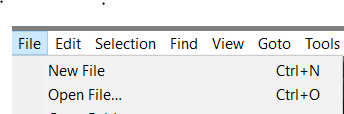 File Edit Selection Find View Goto Tools
New File Ctrl+N
Open File... Ctrl+O